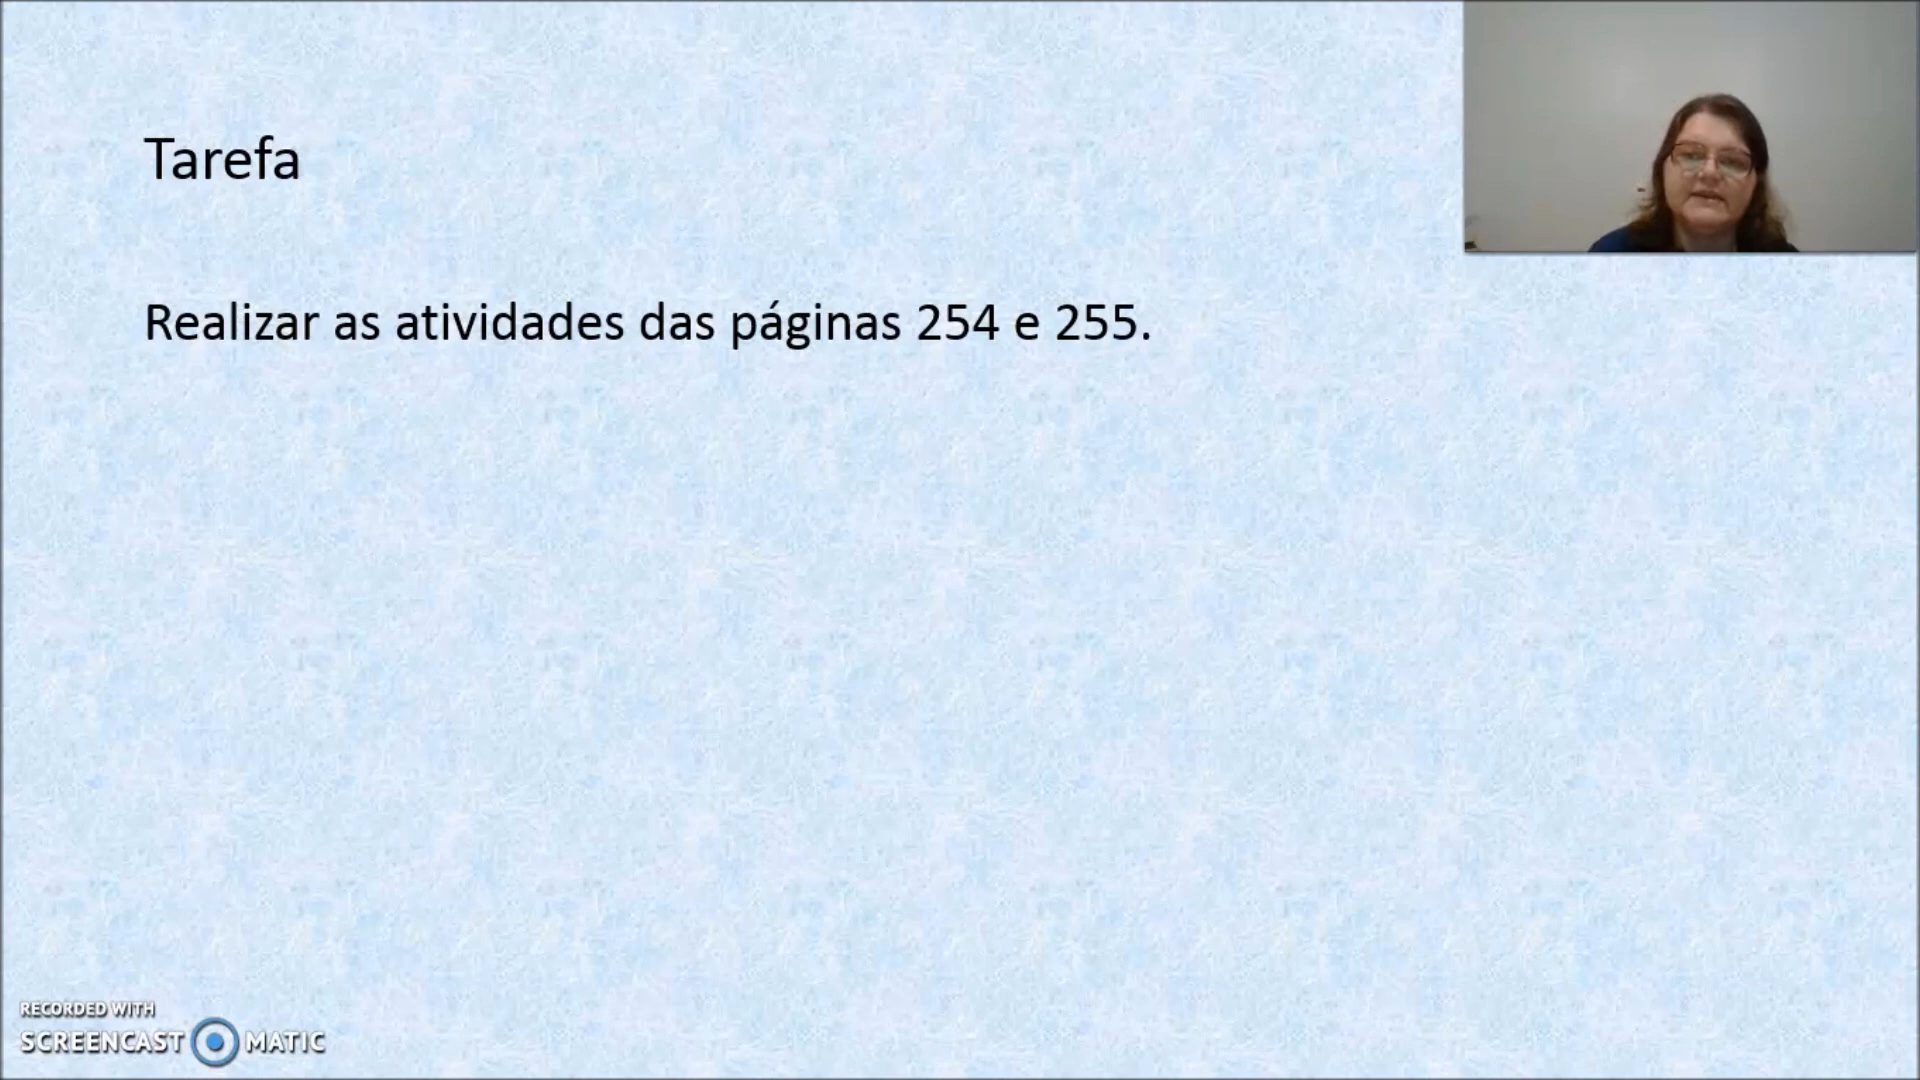 Tarefa
Realizar as atividades das páginas 254 e 255.
RECORDED WITH
SCREENCAST MATIC